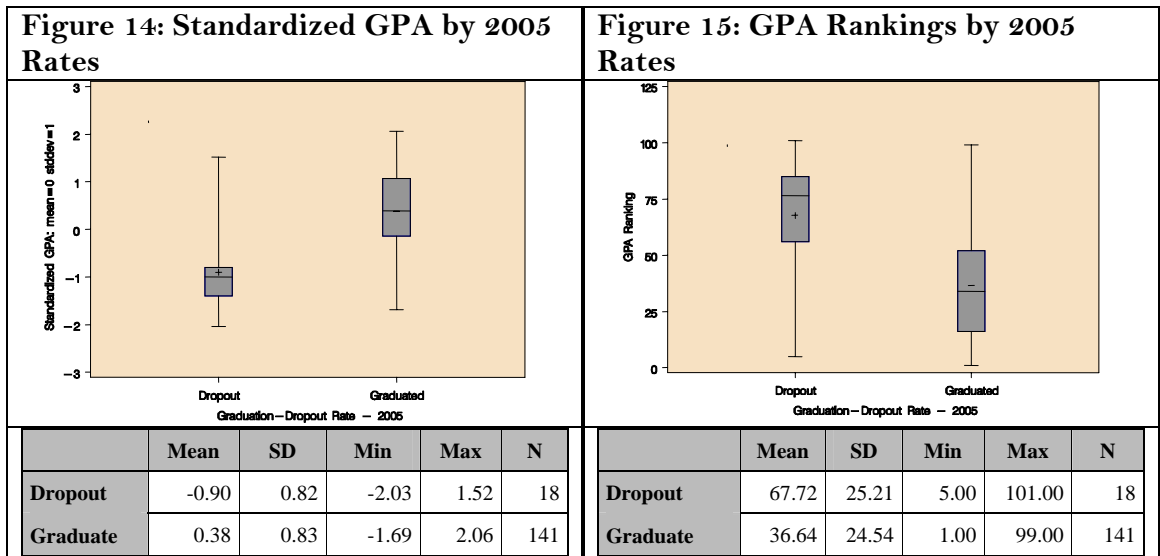 Figure 14: Standardized GPA by 2005
Rates
3
2
1
0
−1
−2
−3
Standardized GPA: mean=0 stddev=1
Dropout Graduated
Graduation−Dropout Rate − 2005
Mean SD Min Max N
Dropout -0.90 0.82 -2.03 1.52 18
Graduate 0.38 0.83 -1.69 2.06 141
Figure 15: GPA Rankings by 2005
Rates
125
100
75
50
25
0
GPA Ranking
Dropout Graduated
Graduation−Dropout Rate − 2005
Mean SD Min Max N
Dropout 67.72 25.21 5.00 101.00 18
Graduate 36.64 24.54 1.00 99.00 141